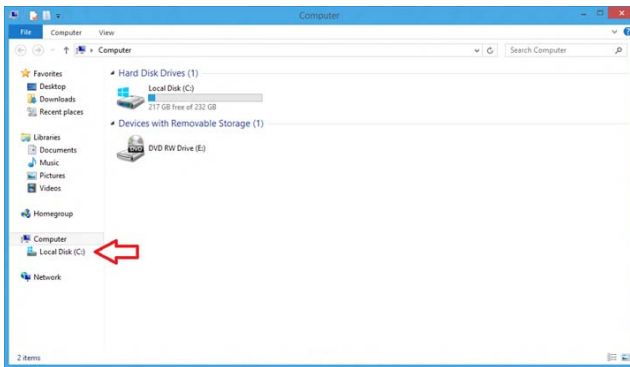 Computer
File Computer View
Computer
Search Computer
Favorites
Desktop
Downloads
Recent places
Libraries
Documents
Music
Pictures
Videos
Homegroup
Computer
Local Disk (C:)
Network
Hard Disk Drives (1)
Local Disk (C:)
217 GB free of 232 GB
Devices with Removable Storage (1)
DVD
DVD RW Drive (E:)
2 items